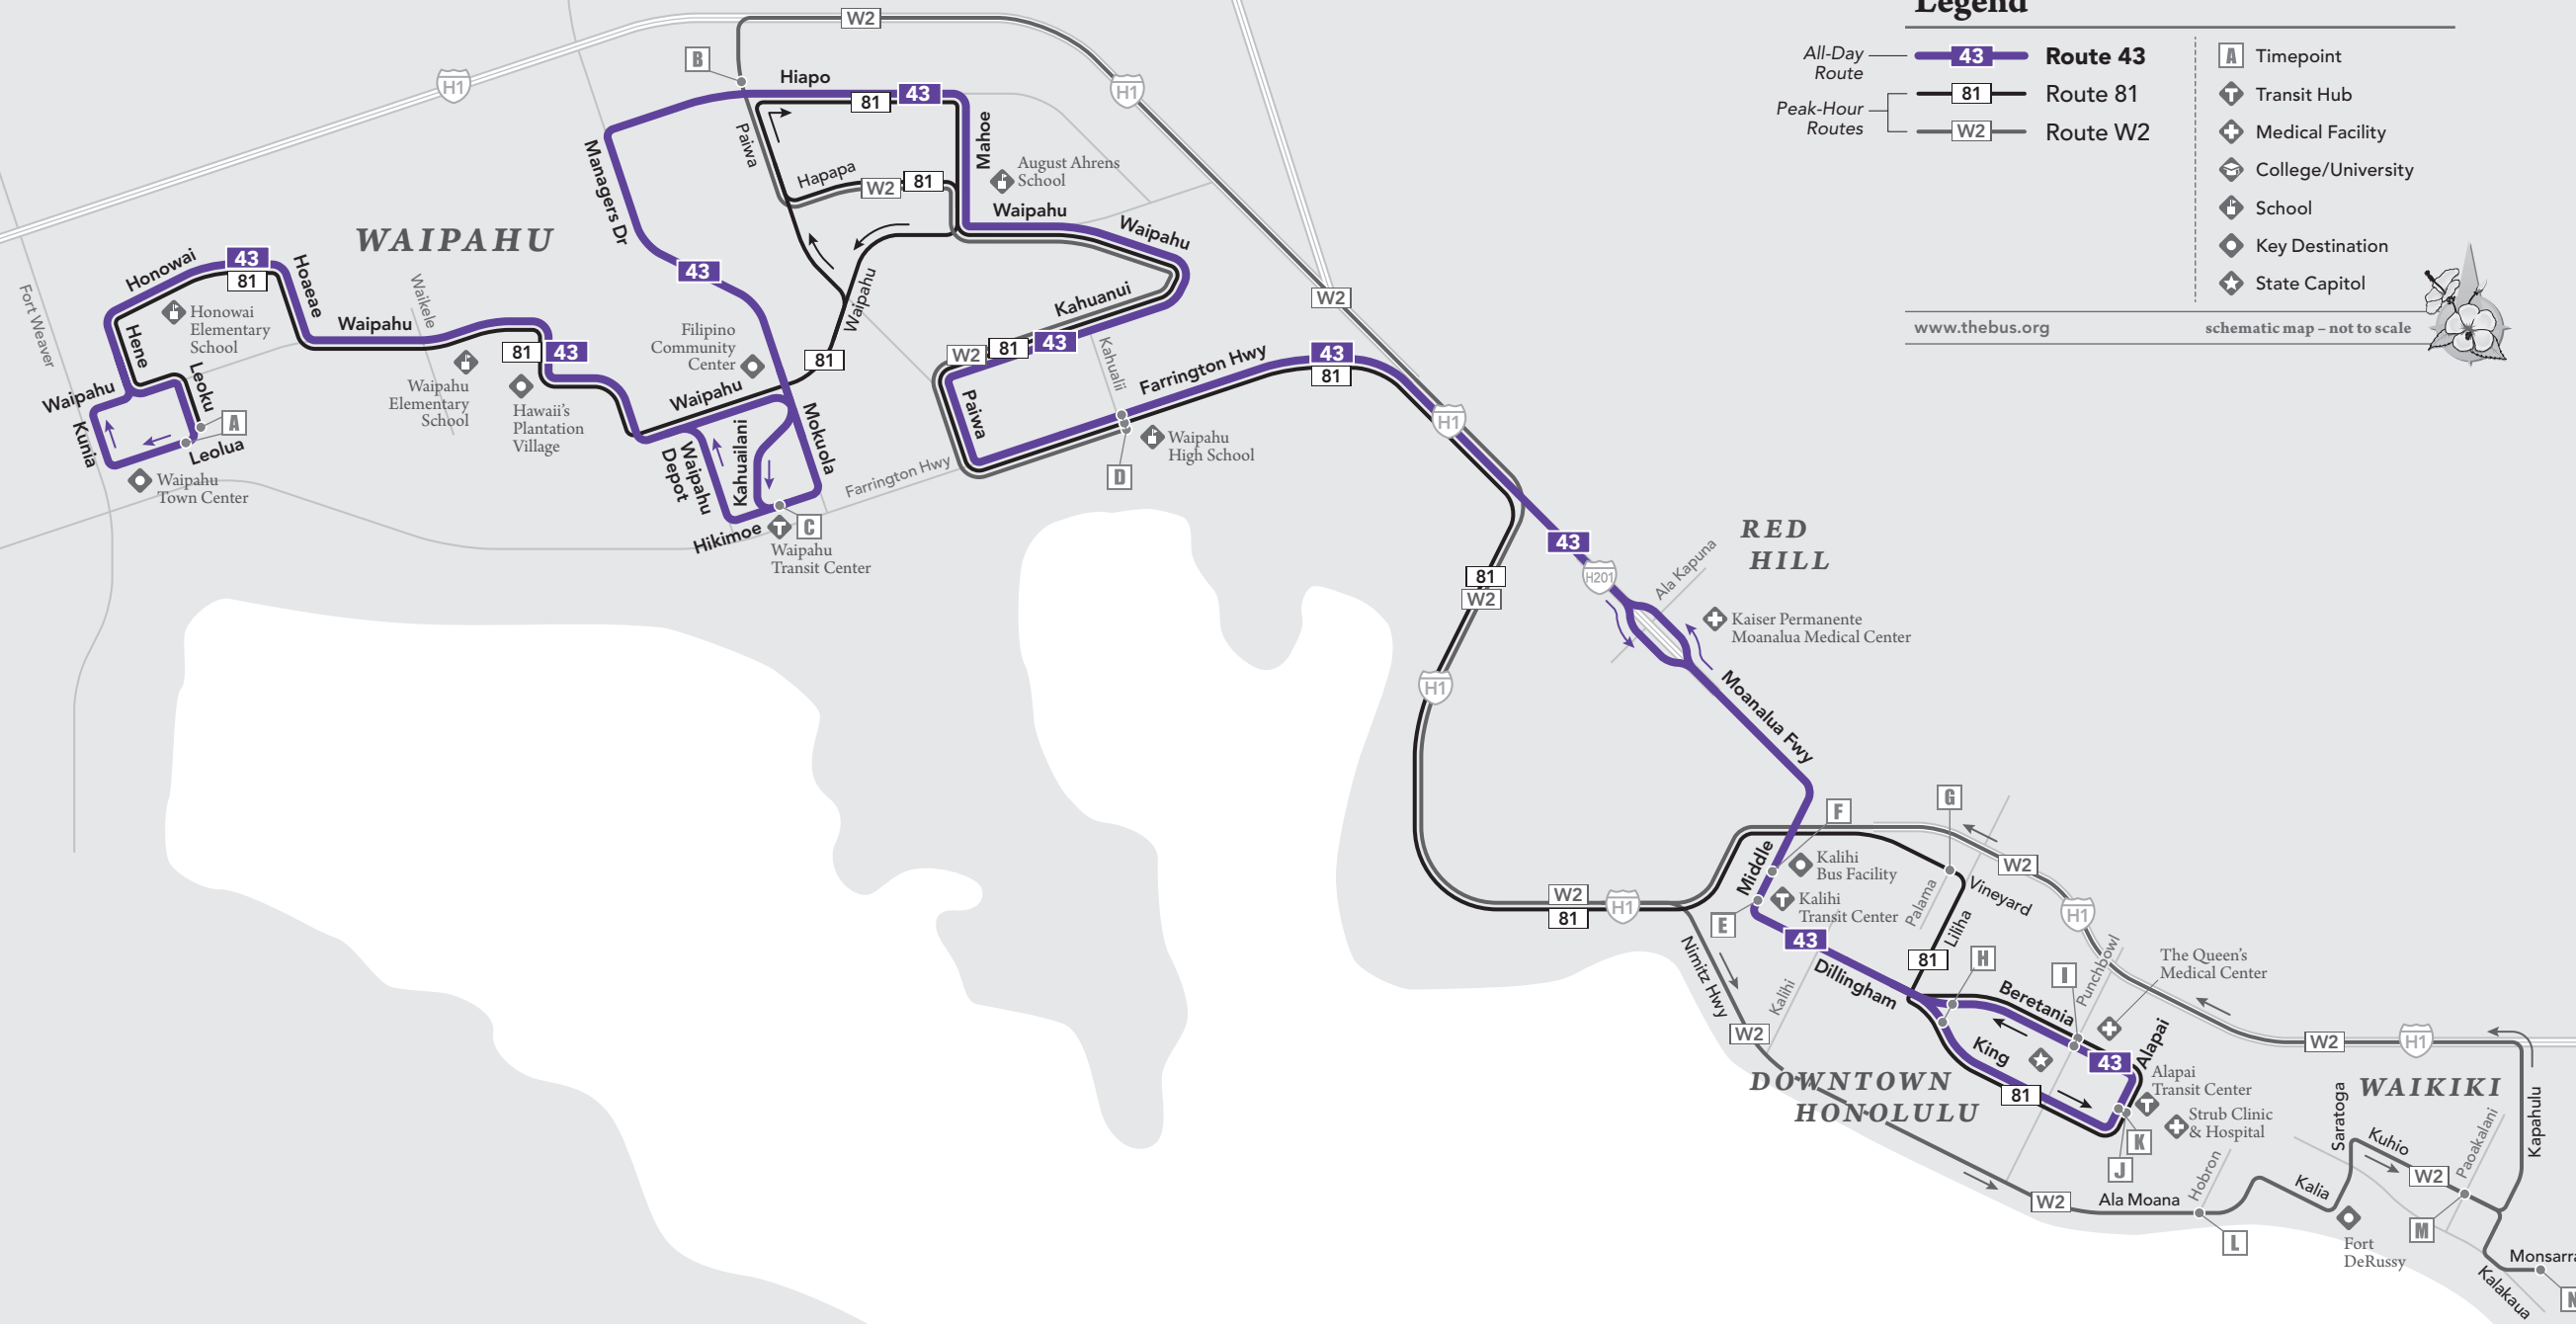 Legend
All-Day
Route
43
Route 43
81
Route 81
Peak-Hour
Routes
W2
Route W2
A
Timepoint
Transit Hub
Medical Facility
College/University
School
Key Destination
State Capitol
www.thebus.org
schematic map – not to scale
W2
B
H1
H1
Hiapo
81
43
Paiwa
Mahoe
Managers Dr
Hapapa
W2
81
August Ahrens
School
Waipahu
Waipahu
WAIPAHU
Honowai
43
81
Hoaeae
43
Fort Weaver
Waikele
Honowai
Elementary
School
Hene
Waipahu
81
43
Waipahu
Elementary
School
Hawaii's
Plantation
Village
Filipino
Community
Center
Waipahu
81
Waipahu
Kahuanui
W2
81
43
Kahualii
Farrington Hwy
43
81
W2
H1
Waipahu
Leoku
A
Kunia
Leolua
Waipahu
Town Center
Waipahu
Depot
Kahuailani
Mokuola
Hikimoe
C
Waipahu
Transit Center
Farrington Hwy
Paiwa
Waipahu
High School
D
43
H201
Ala Kapuna
RED
HILL
Kaiser Permanente
Moanalua Medical Center
81
W2
H1
Moanalua Fwy
F
G
Middle
Kalihi
Bus Facility
Kalihi
Transit Center
E
W2
81
H1
43
Palama
Vineyard
Liliha
W2
H1
Nimitz Hwy
Kalihi
Dillingham
81
H
I
Punchbowl
The Queen's
Medical Center
Beretania
Alapai
King
43
81
W2
DOWNTOWN
HONOLULU
Alapai
Transit Center
Strub Clinic
& Hospital
K
J
W2
H1
WAIKIKI
Saratoga
Kuhio
W2
Paoakalani
Kapahulu
W2
Ala Moana
Hobron
L
Kalia
Fort
DeRussy
M
Monsarra
Kalakaua
N